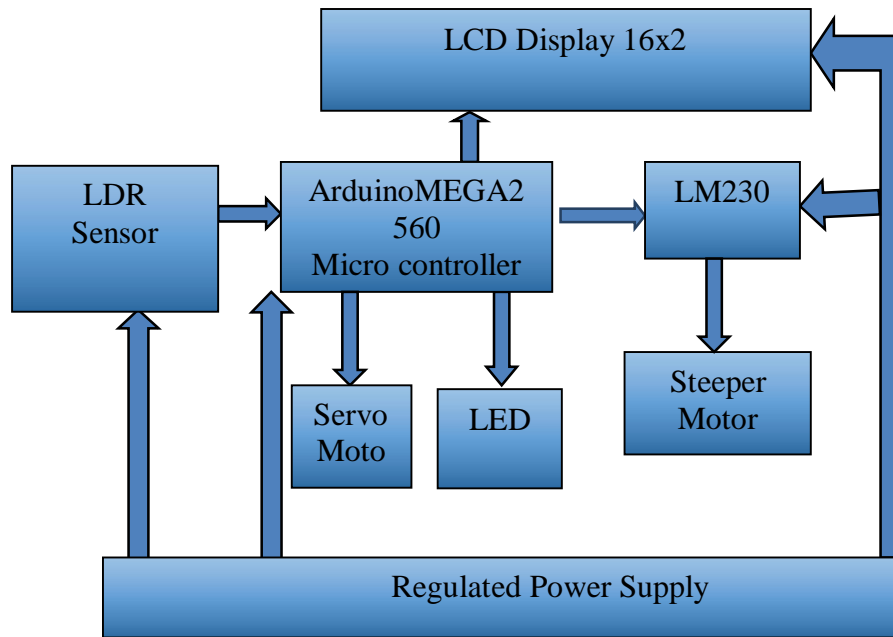 LCD Display 16x2
LDR
Sensor
ArduinoMEGA2
560
Micro controller
LM230
Servo
Moto
LED
Steeper
Motor
Regulated Power Supply